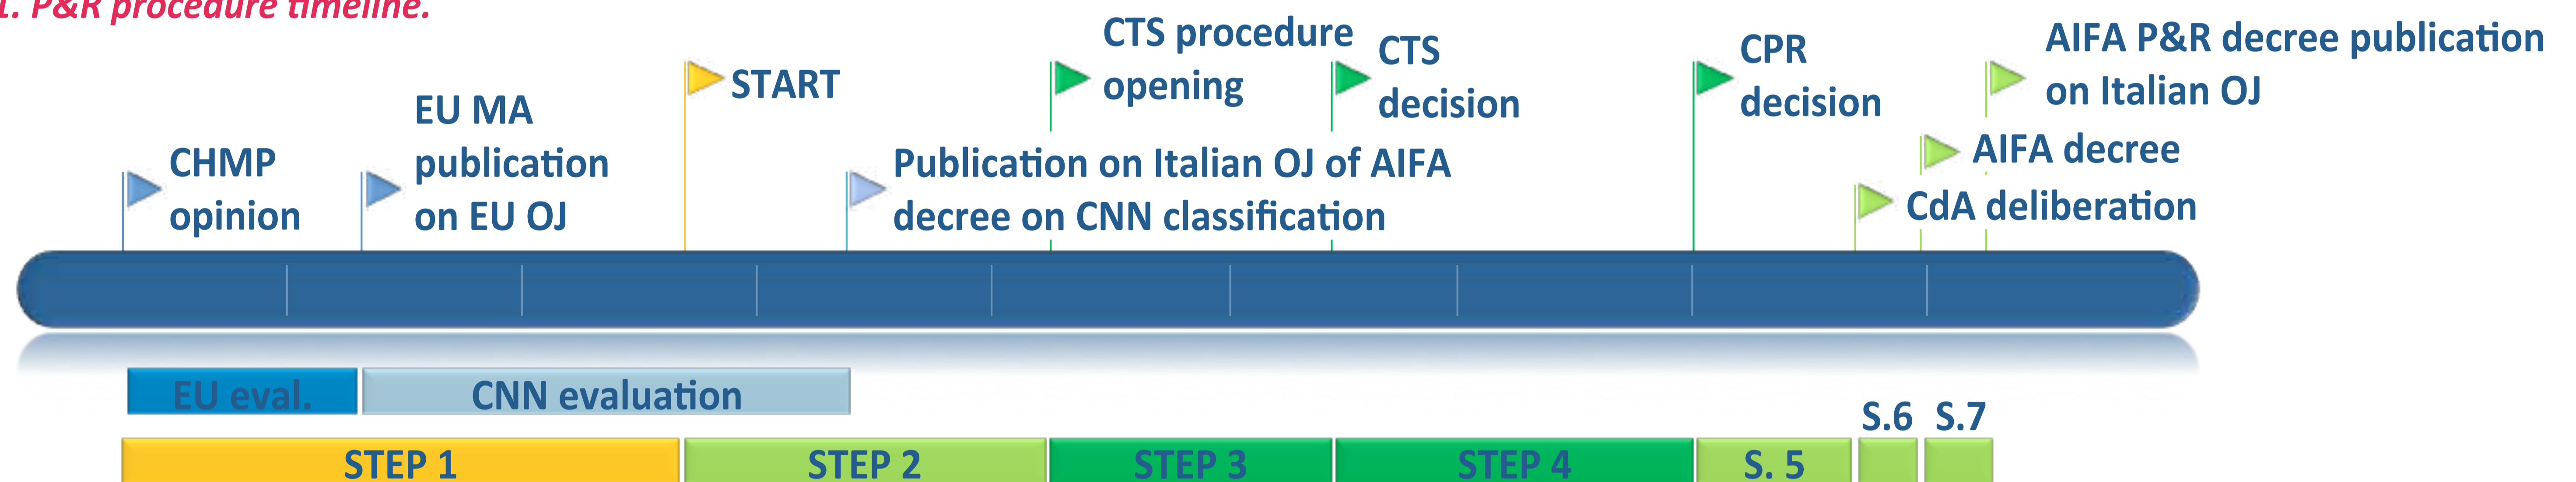 1. P&R procedure timeline.
CHMP
opinion
EU MA
publication
on EU OJ
START
Publication on Italian OJ of AIFA
decree on CNN classification
CTS procedure
opening
CTS
decision
CPR
decision
CdA deliberation
AIFA decree
AIFA P&R decree publication
on Italian OJ
EU eval.
CNN evaluation
STEP 1
STEP 2
STEP 3
STEP 4
S. 5
S.6
S.7